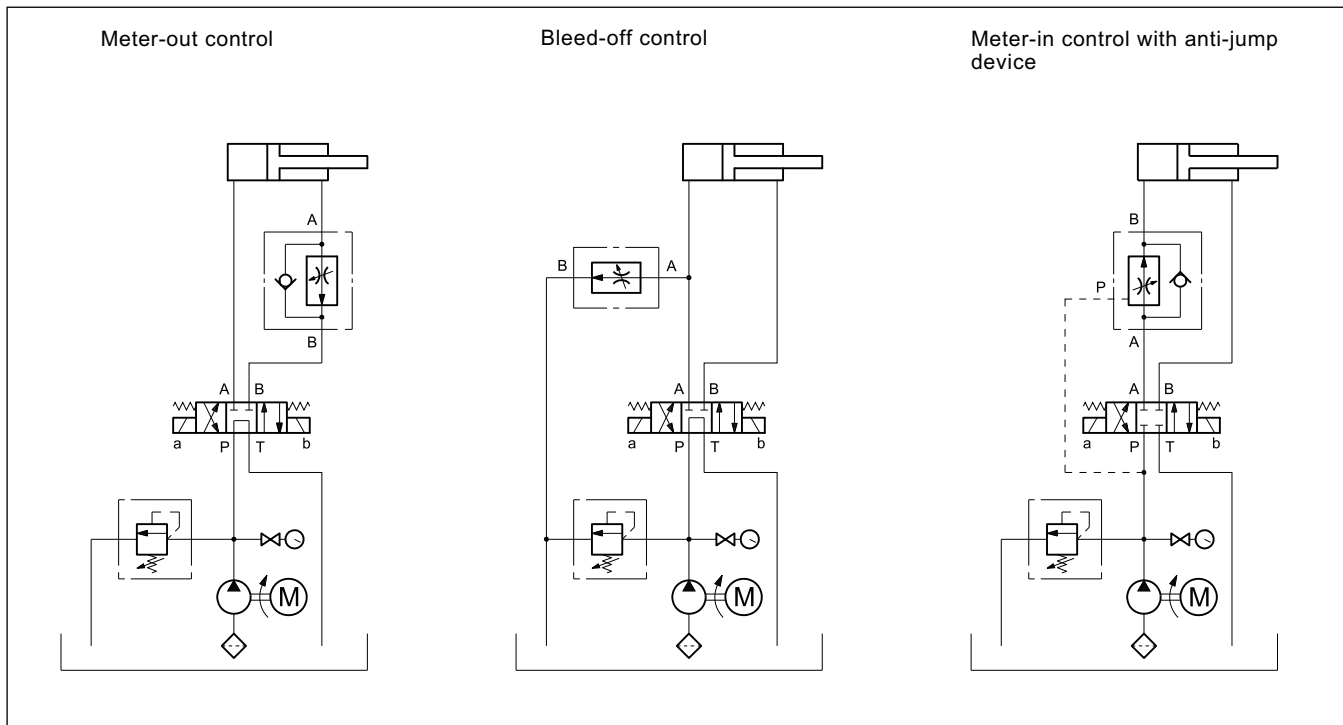 Meter-out control
A
B
A B
a P T b
M
Bleed-off control
B A
A B
a P T b
M
Meter-in control with anti-jump
device
B
P
A
A B
a P T b
M